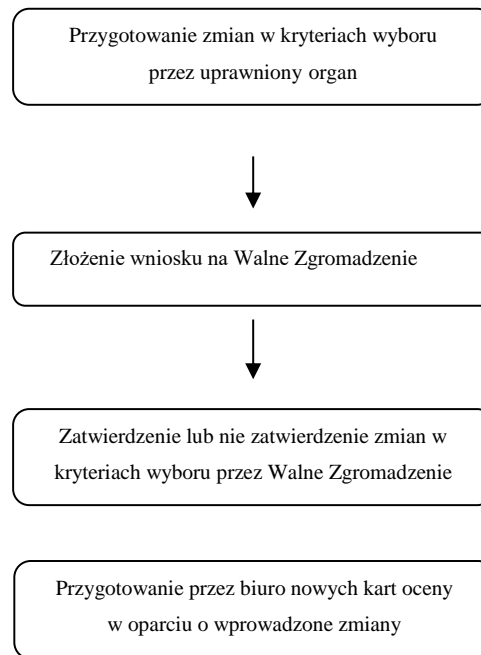 Przygotowanie zmian w kryteriach wyboru
przez uprawniony organ
Złożenie wniosku na Walne Zgromadzenie
Zatwierdzenie lub nie zatwierdzenie zmian w
kryteriach wyboru przez Walne Zgromadzenie
Przygotowanie przez biuro nowych kart oceny
w oparciu o wprowadzone zmiany